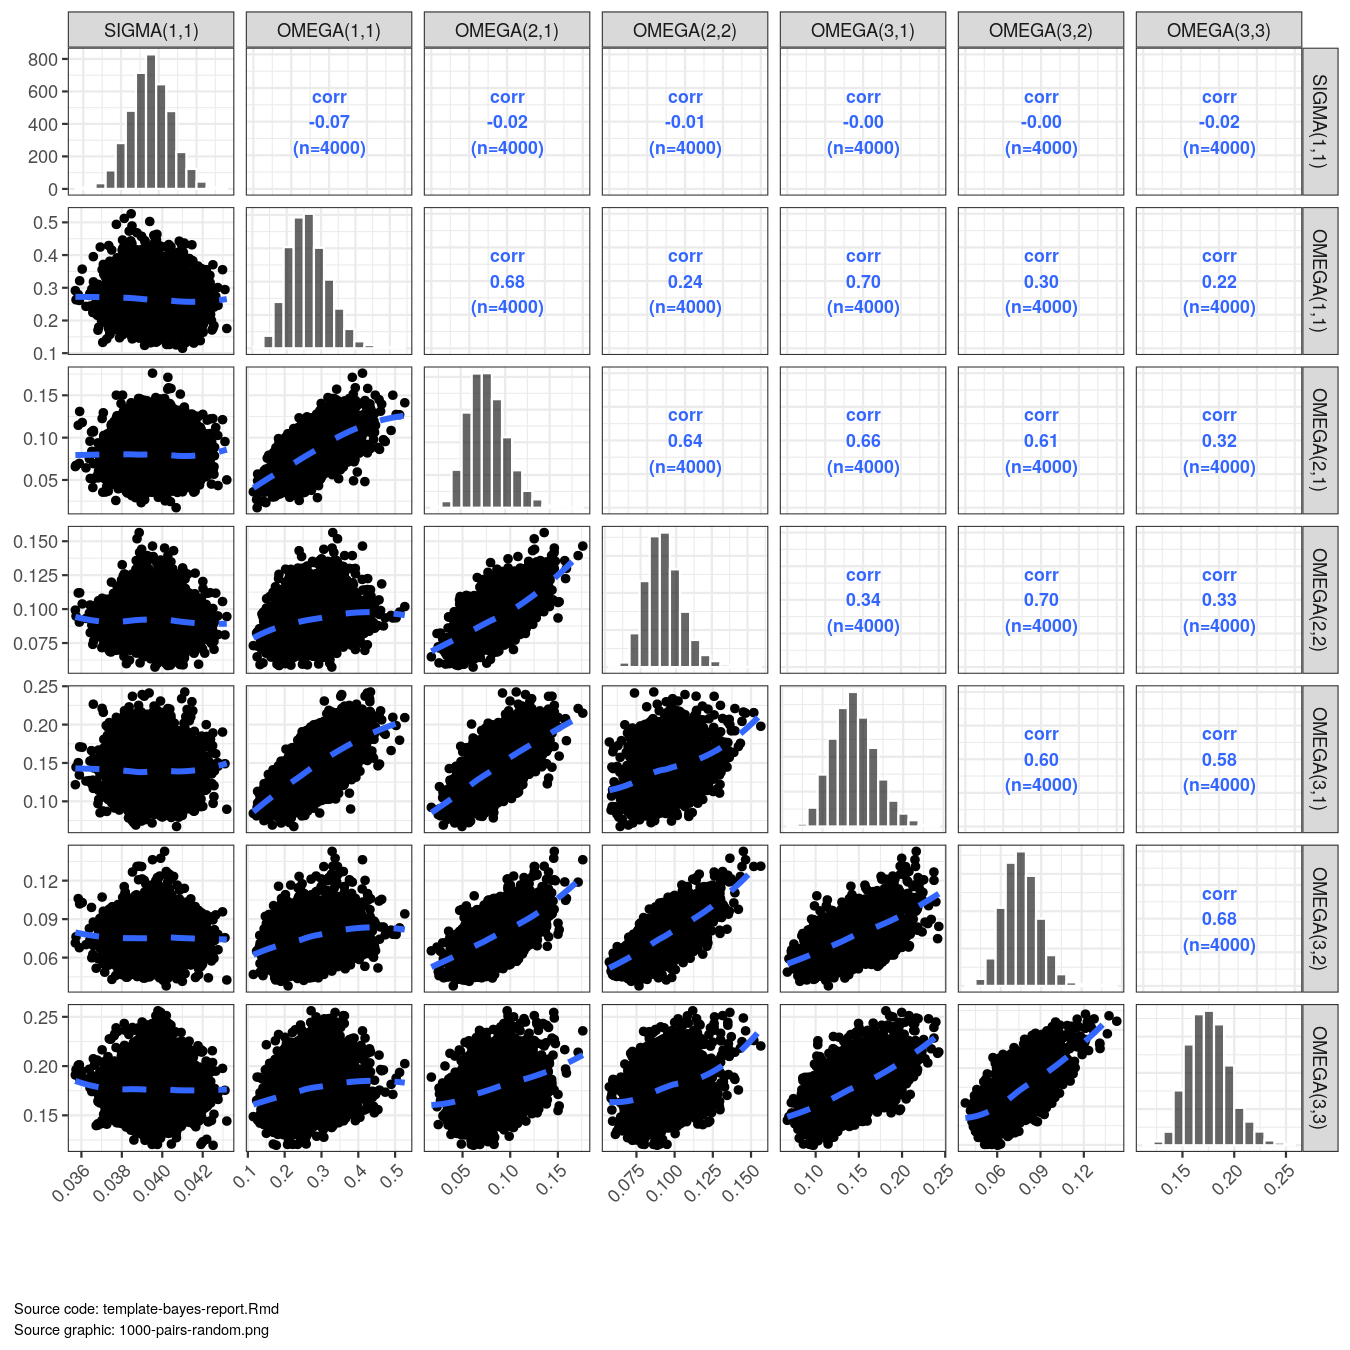 SIGMA(1,1) OMEGA(1,1) OMEGA(2,1) OMEGA(2,2) OMEGA(3,1) OMEGA(3,2) OMEGA(3,3)
800
600
400
200
0
corr corr corr corr corr corr
-0.07 -0.02 -0.01 -0.00 -0.00 -0.02
(n=4000) (n=4000) (n=4000) (n=4000) (n=4000) (n=4000)
SIGMA(1,1)
0.5
0.4
0.3
0.2
0.1
corr corr corr corr corr
0.68 0.24 0.70 0.30 0.22
(n=4000) (n=4000) (n=4000) (n=4000) (n=4000)
OMEGA(1,1)
0.15
0.10
0.05
corr corr corr corr
0.64 0.66 0.61 0.32
(n=4000) (n=4000) (n=4000) (n=4000)
OMEGA(2,1)
0.150
0.125
0.100
0.075
corr corr corr
0.34 0.70 0.33
(n=4000) (n=4000) (n=4000)
OMEGA(2,2)
0.25
0.20
0.15
0.10
corr corr
0.60 0.58
(n=4000) (n=4000)
OMEGA(3,1)
0.12
0.09
0.06
corr
0.68
(n=4000)
OMEGA(3,2)
0.25
0.20
0.15
OMEGA(3,3)
0.036 0.038 0.040 0.042 0.1 0.2 0.3 0.4 0.5 0.05 0.10 0.15 0.075 0.100 0.125 0.150 0.10 0.15 0.20 0.25 0.06 0.09 0.12 0.15 0.20 0.25
Source code: template-bayes-report.Rmd
Source graphic: 1000-pairs-random.png